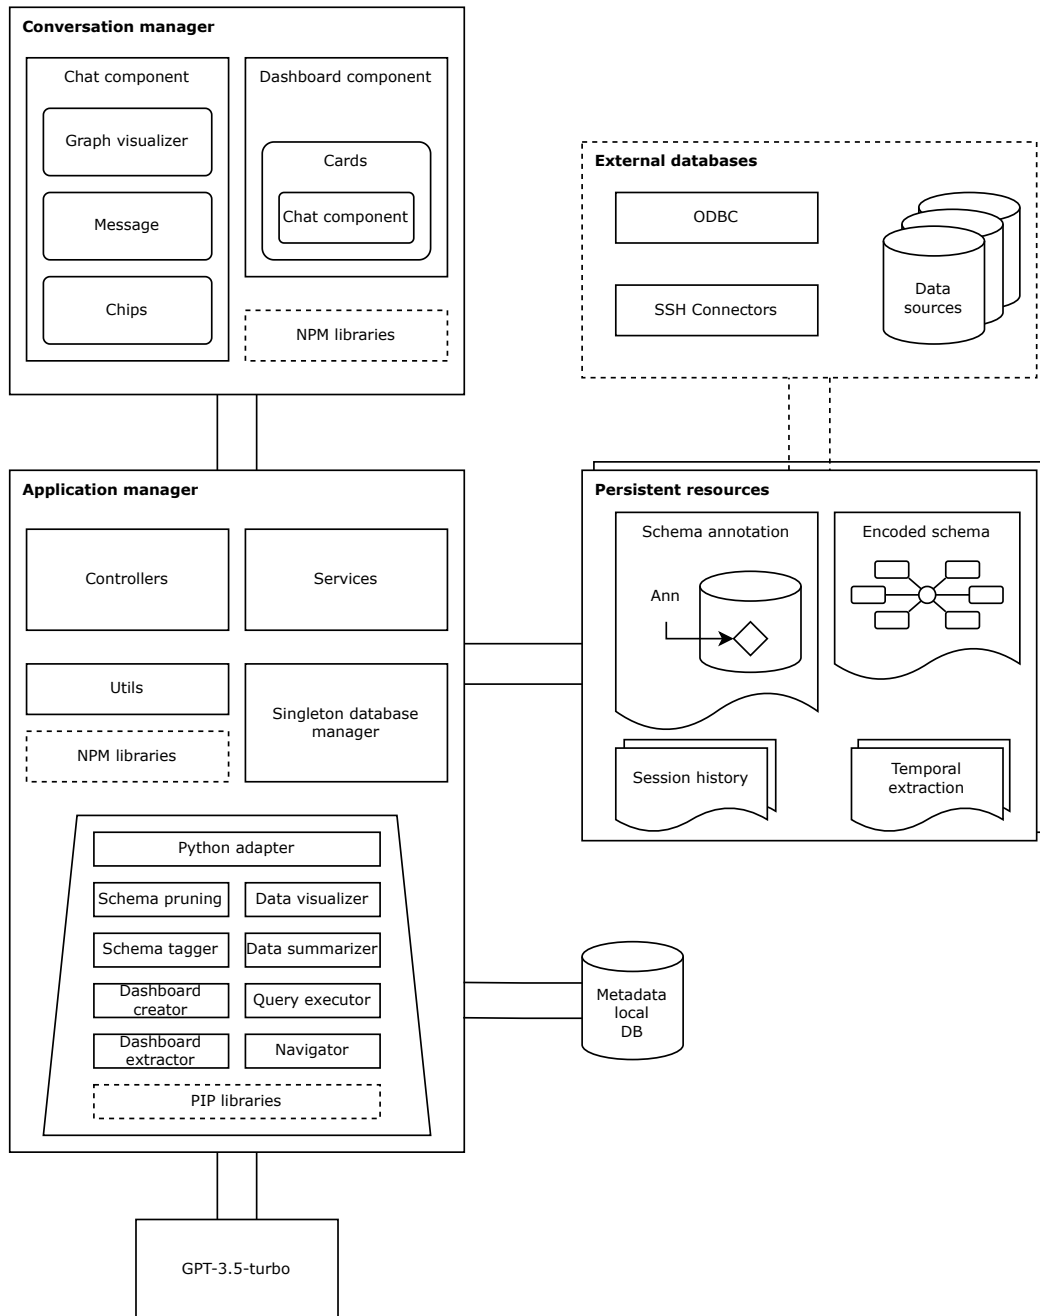 Conversation manager
Chat component
Graph visualizer
Message
Chips
Dashboard component
Cards
Chat component
NPM libraries
External databases
ODBC
SSH Connectors
Data
sources
Application manager
Controllers
Services
Utils
NPM libraries
Singleton database
manager
Python adapter
Schema pruning
Data visualizer
Schema tagger
Data summarizer
Dashboard
creator
Query executor
Dashboard
extractor
Navigator
PIP libraries
Persistent resources
Schema annotation
Ann
Encoded schema
Session history
Temporal
extraction
Metadata
local
DB
GPT-3.5-turbo